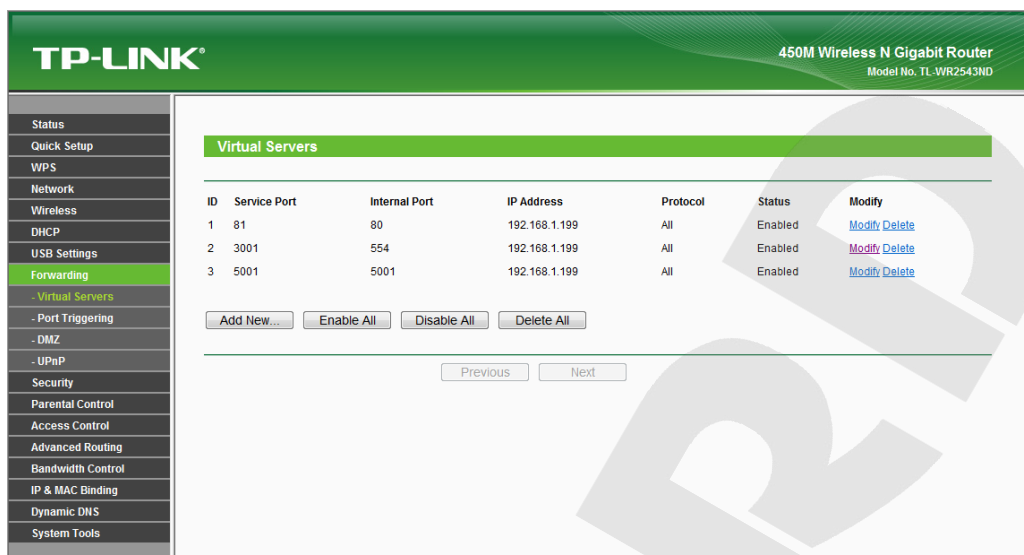 TP-LINK®
450M Wireless N Gigabit Router
Model No. TL-WR2543ND
Status
Quick Setup
WPS
Network
Wireless
DHCP
USB Settings
Forwarding
- Virtual Servers
- Port Triggering
- DMZ
- UPnP
Security
Parental Control
Access Control
Advanced Routing
Bandwidth Control
IP & MAC Binding
Dynamic DNS
System Tools
Virtual Servers
ID Service Port Internal Port IP Address Protocol Status Modify
1 81 80 192.168.1.199 All Enabled Modify Delete
2 3001 554 192.168.1.199 All Enabled Modify Delete
3 5001 5001 192.168.1.199 All Enabled Modify Delete
Add New... Enable All Disable All Delete All
Previous Next